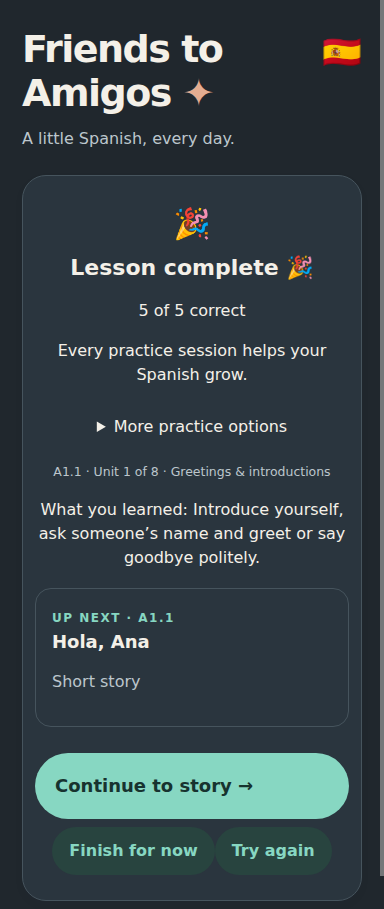 Friends to
Amigos ✦
A little Spanish, every day.
Lesson complete 🎉
5 of 5 correct
Every practice session helps your
Spanish grow.
▶ More practice options
A1.1 · Unit 1 of 8 · Greetings & introductions
What you learned: Introduce yourself,
ask someone’s name and greet or say
goodbye politely.
UP NEXT · A1.1
Hola, Ana
Short story
Continue to story →
Finish for now
Try again